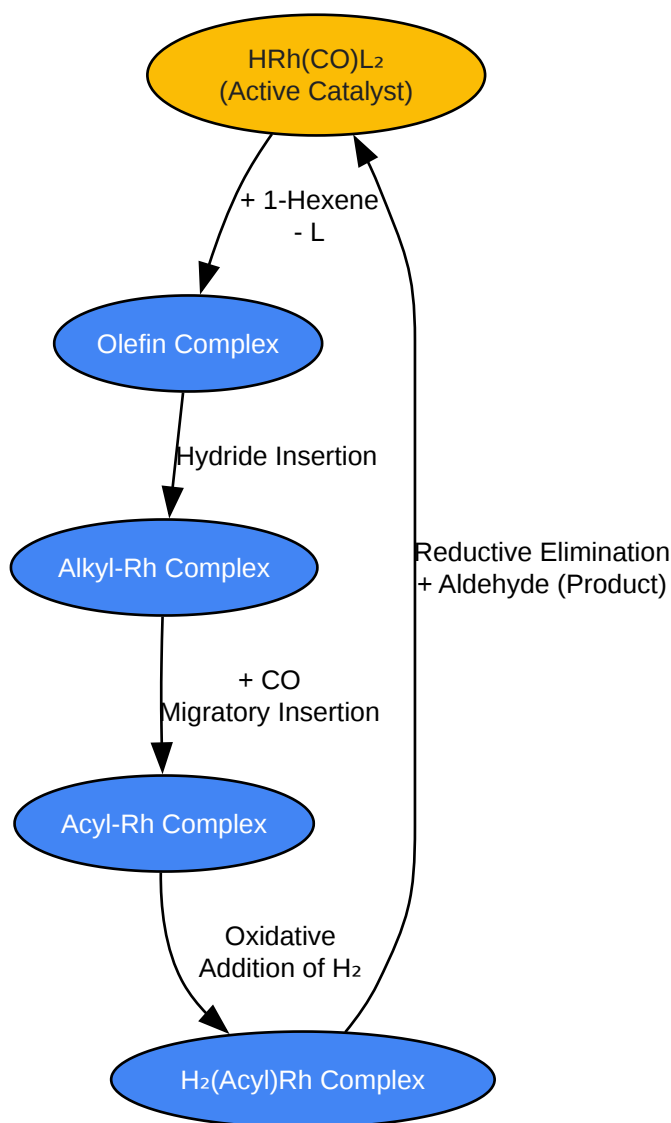 HRh(CO)L₂
(Active Catalyst)
+ 1-Hexene
- L
Olefin Complex
Hydride Insertion
Alkyl-Rh Complex
Reductive Elimination
+ Aldehyde (Product)
+ CO
Migratory Insertion
Acyl-Rh Complex
Oxidative
Addition of H₂
H₂(Acyl)Rh Complex